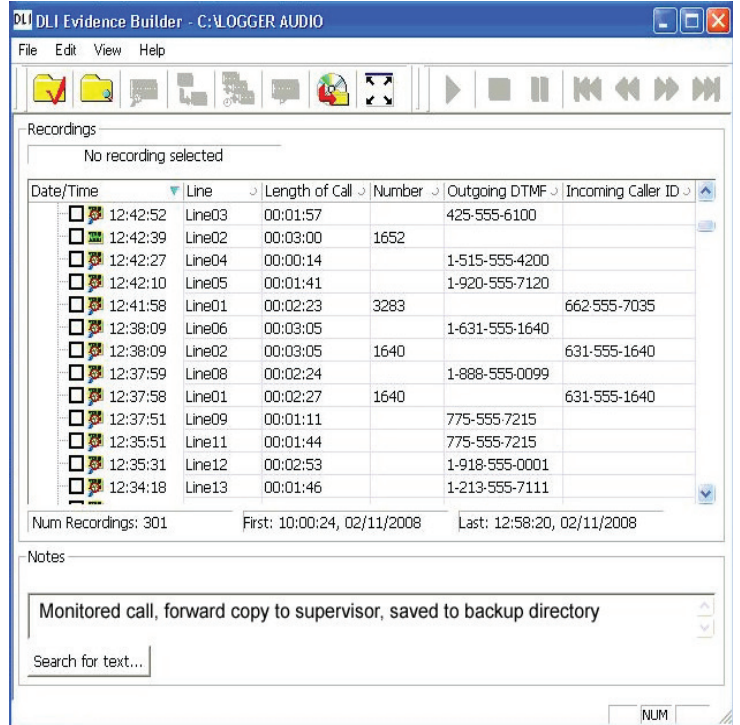 DLI DLI Evidence Builder - C:\LOGGER AUDIO
File Edit View Help
Recordings
No recording selected
Date/Time Line Length of Call Number Outgoing DTMF Incoming Caller ID
12:42:52 Line03 00:01:57 425-555-6100
12:42:39 Line02 00:03:00 1652
12:42:27 Line04 00:00:14 1-515-555-4200
12:42:10 Line05 00:01:41 1-920-555-7120
12:41:58 Line01 00:02:23 3283 662-555-7035
12:38:09 Line06 00:03:05 1-631-555-1640
12:38:09 Line02 00:03:05 1640 631-555-1640
12:37:59 Line08 00:02:24 1-888-555-0099
12:37:58 Line01 00:02:27 1640 631-555-1640
12:37:51 Line09 00:01:11 775-555-7215
12:35:51 Line11 00:01:44 775-555-7215
12:35:31 Line12 00:02:53 1-918-555-0001
12:34:18 Line13 00:01:46 1-213-555-7111
Num Recordings: 301 First: 10:00:24, 02/11/2008 Last: 12:58:20, 02/11/2008
Notes
Monitored call, forward copy to supervisor, saved to backup directory
Search for text...
NUM